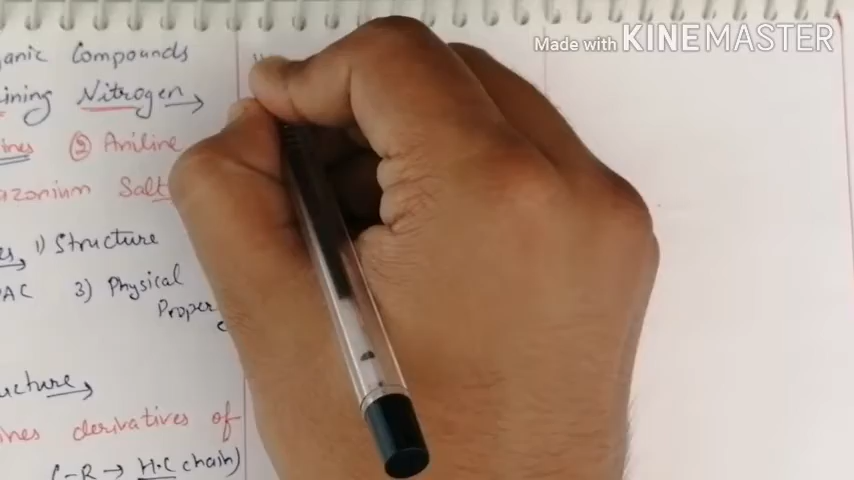 Made with KINEMASTER
anic Compounds
ining Nitrogen →
ines ② Aniline
azonium Salt
es, 1) Structure
PAC 3) Physical
Proper
ucture →
ines derivatives of
(-R → H.C chain)